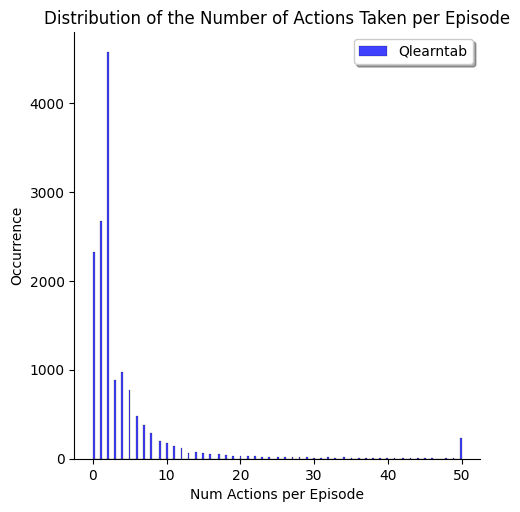 Distribution of the Number of Actions Taken per Episode
Qlearntab
4000
3000
2000
1000
0
Occurrence
0 10 20 30 40 50
Num Actions per Episode